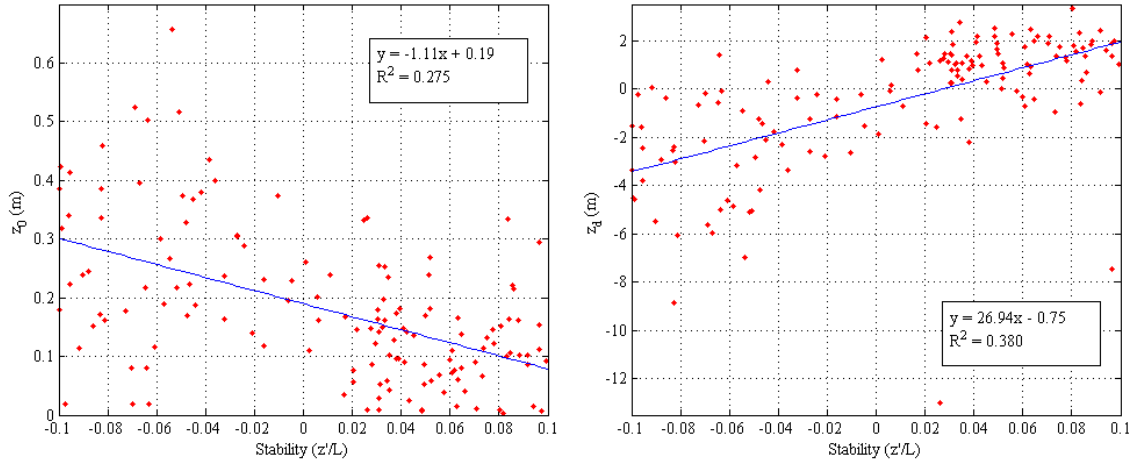 y = -1.11x + 0.19
R² = 0.275
0.6
0.5
0.4
0.3
0.2
0.1
0
z₀ (m)
-0.1 -0.08 -0.06 -0.04 -0.02 0 0.02 0.04 0.06 0.08 0.1
Stability (z'/L)
y = 26.94x - 0.75
R² = 0.380
2
0
-2
-4
-6
-8
-10
-12
z_d (m)
-0.1 -0.08 -0.06 -0.04 -0.02 0 0.02 0.04 0.06 0.08 0.1
Stability (z'/L)